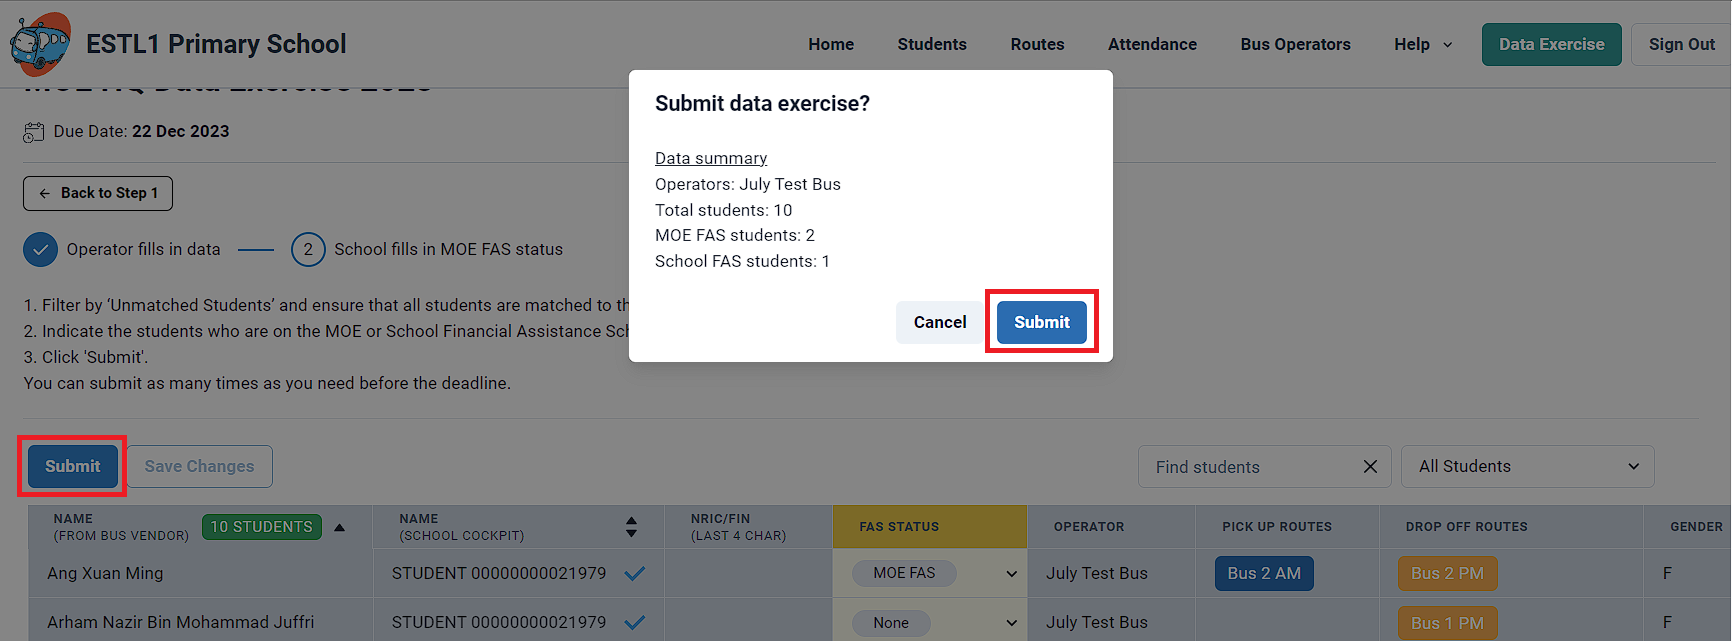 ESTL1 Primary School
Home Students Routes Attendance Bus Operators Help Data Exercise Sign Out
MOE HQ Data Exercise 2023
Due Date: 22 Dec 2023
Back to Step 1
Operator fills in data 2 School fills in MOE FAS status
1. Filter by ‘Unmatched Students’ and ensure that all students are matched to th
2. Indicate the students who are on the MOE or School Financial Assistance Sch
3. Click 'Submit'.
You can submit as many times as you need before the deadline.
Submit data exercise?
Data summary
Operators: July Test Bus
Total students: 10
MOE FAS students: 2
School FAS students: 1
Cancel Submit
Submit Save Changes Find students All Students
NAME (FROM BUS VENDOR) 10 STUDENTS NAME (SCHOOL COCKPIT) NRIC/FIN (LAST 4 CHAR) FAS STATUS OPERATOR PICK UP ROUTES DROP OFF ROUTES GENDER
Ang Xuan Ming STUDENT 00000000021979 MOE FAS July Test Bus Bus 2 AM Bus 2 PM F
Arham Nazir Bin Mohammad Juffri STUDENT 00000000021979 None July Test Bus Bus 1 PM F